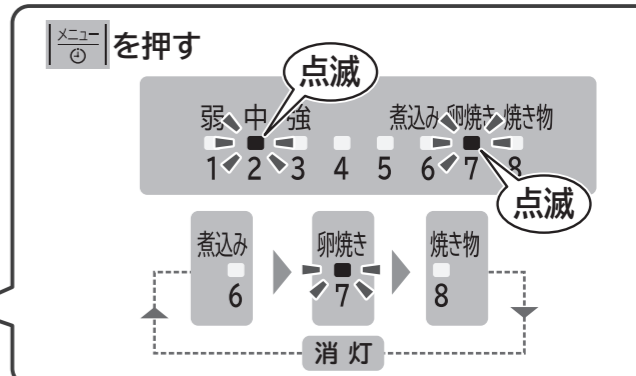 メニュー を押す
点滅
弱 中 強 煮込み 卵焼き 焼き物
1 2 3 4 5 6 7 8
点滅
煮込み 卵焼き 焼き物
6 7 8
消灯